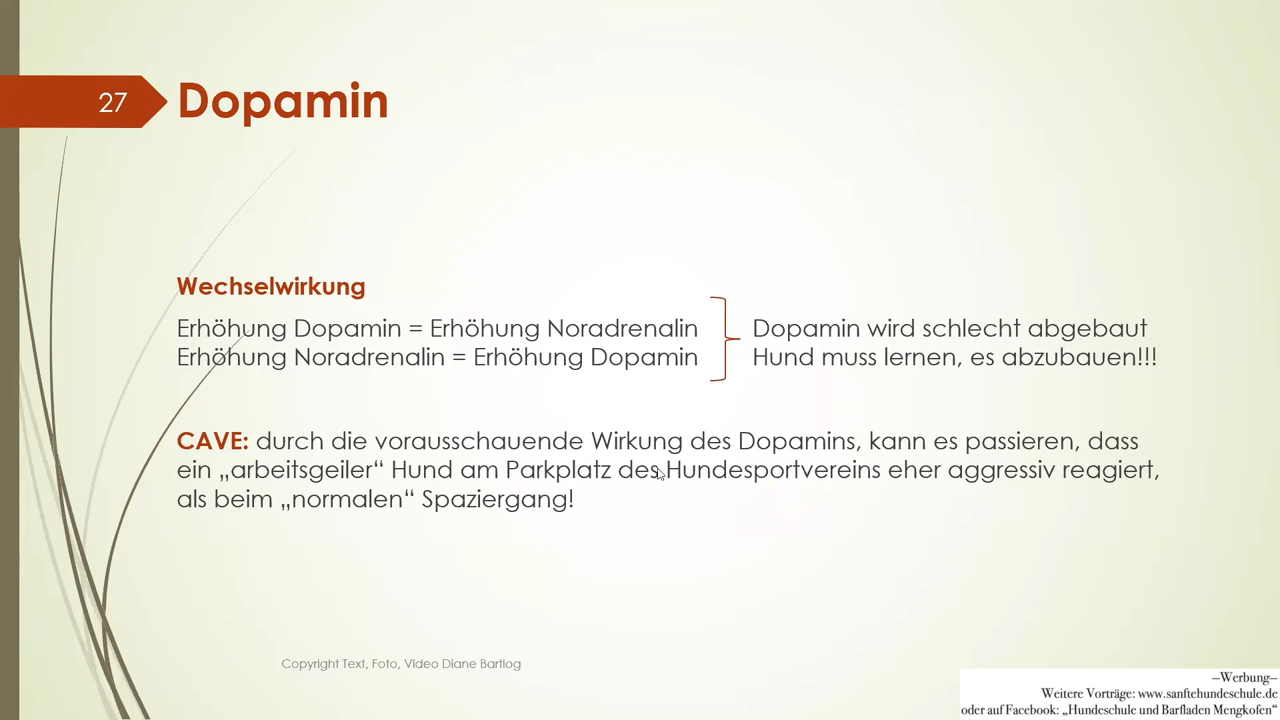 27
Dopamin
Wechselwirkung
Erhöhung Dopamin = Erhöhung Noradrenalin
Erhöhung Noradrenalin = Erhöhung Dopamin
Dopamin wird schlecht abgebaut
Hund muss lernen, es abzubauen!!!
CAVE: durch die vorausschauende Wirkung des Dopamins, kann es passieren, dass
ein „arbeitsgeiler“ Hund am Parkplatz des Hundesportvereins eher aggressiv reagiert,
als beim „normalen“ Spaziergang!
Copyright Text, Foto, Video Diane Bartlog
—Werbung—
Weitere Vorträge: www.sanftehundeschule.de
oder auf Facebook: „Hundeschule und Barfladen Mengkofen“